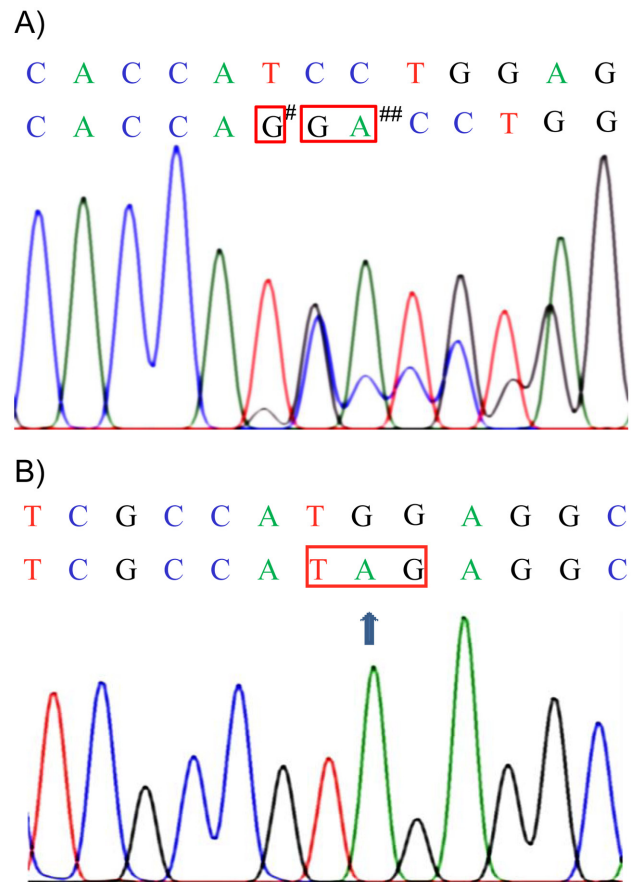 A)
C A C C A T C C T G G A G
C A C C A G# G A## C C T G G
B)
T C G C C A T G G A G G C
T C G C C A T A G A G G C